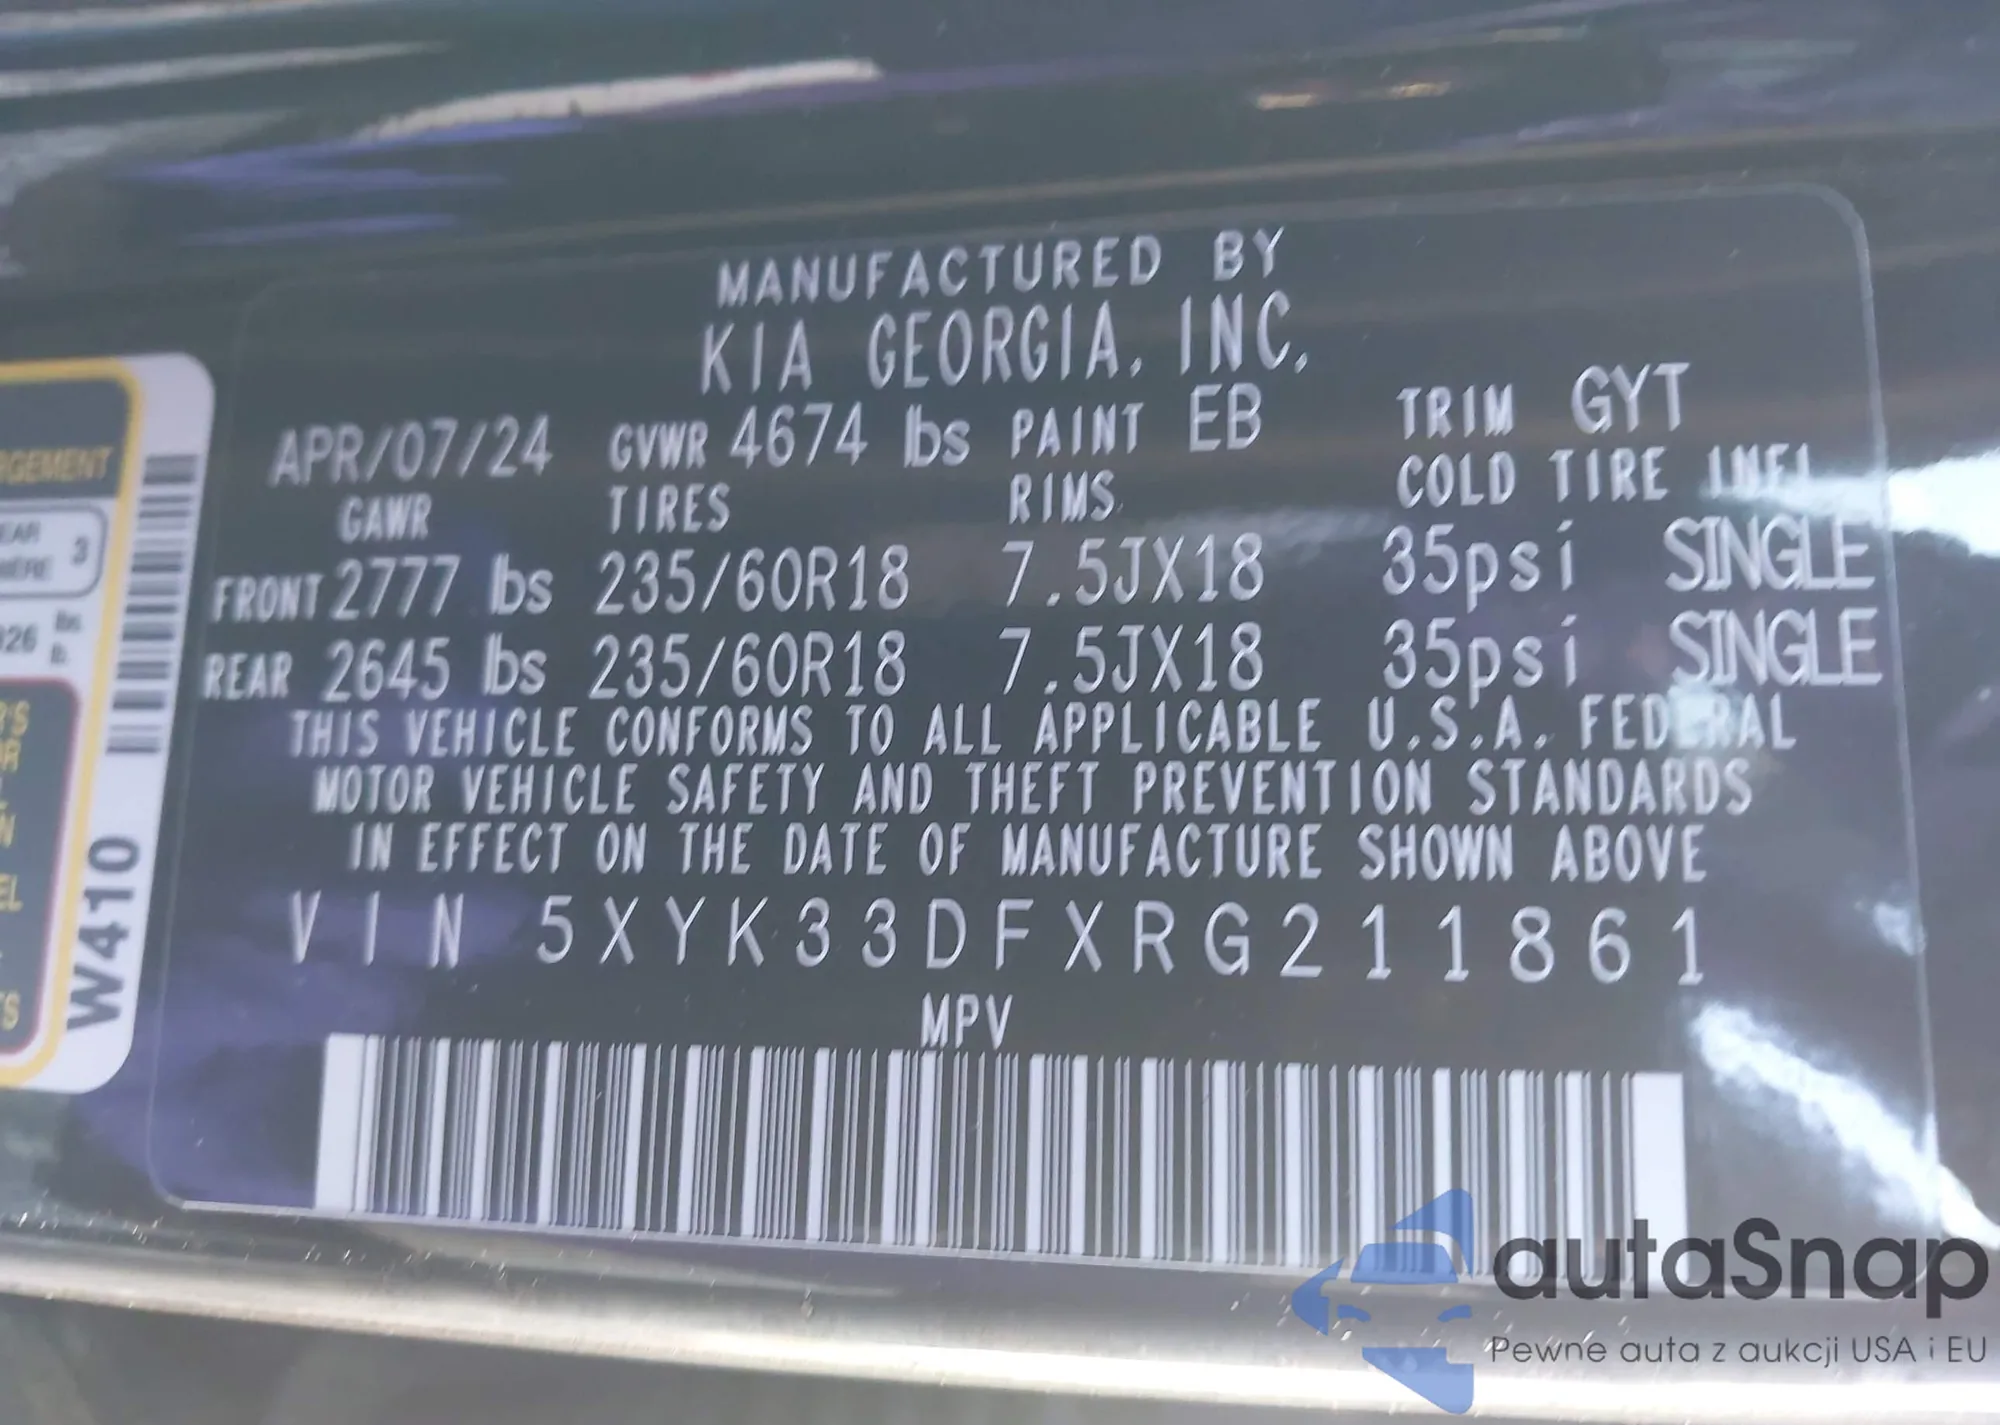 MANUFACTURED BY
KIA GEORGIA, INC.
APR/07/24 GVWR 4674 lbs PAINT EB TRIM GYT
GAWR TIRES RIMS COLD TIRE INFL
FRONT 2777 lbs 235/60R18 7.5JX18 35psi SINGLE
REAR 2645 lbs 235/60R18 7.5JX18 35psi SINGLE
THIS VEHICLE CONFORMS TO ALL APPLICABLE U.S.A. FEDERAL
MOTOR VEHICLE SAFETY AND THEFT PREVENTION STANDARDS
IN EFFECT ON THE DATE OF MANUFACTURE SHOWN ABOVE
VIN 5XYK33DFXRG211861
MPV
W410
3
lbs
autaSnap
Pewne auta z aukcji USA i EU